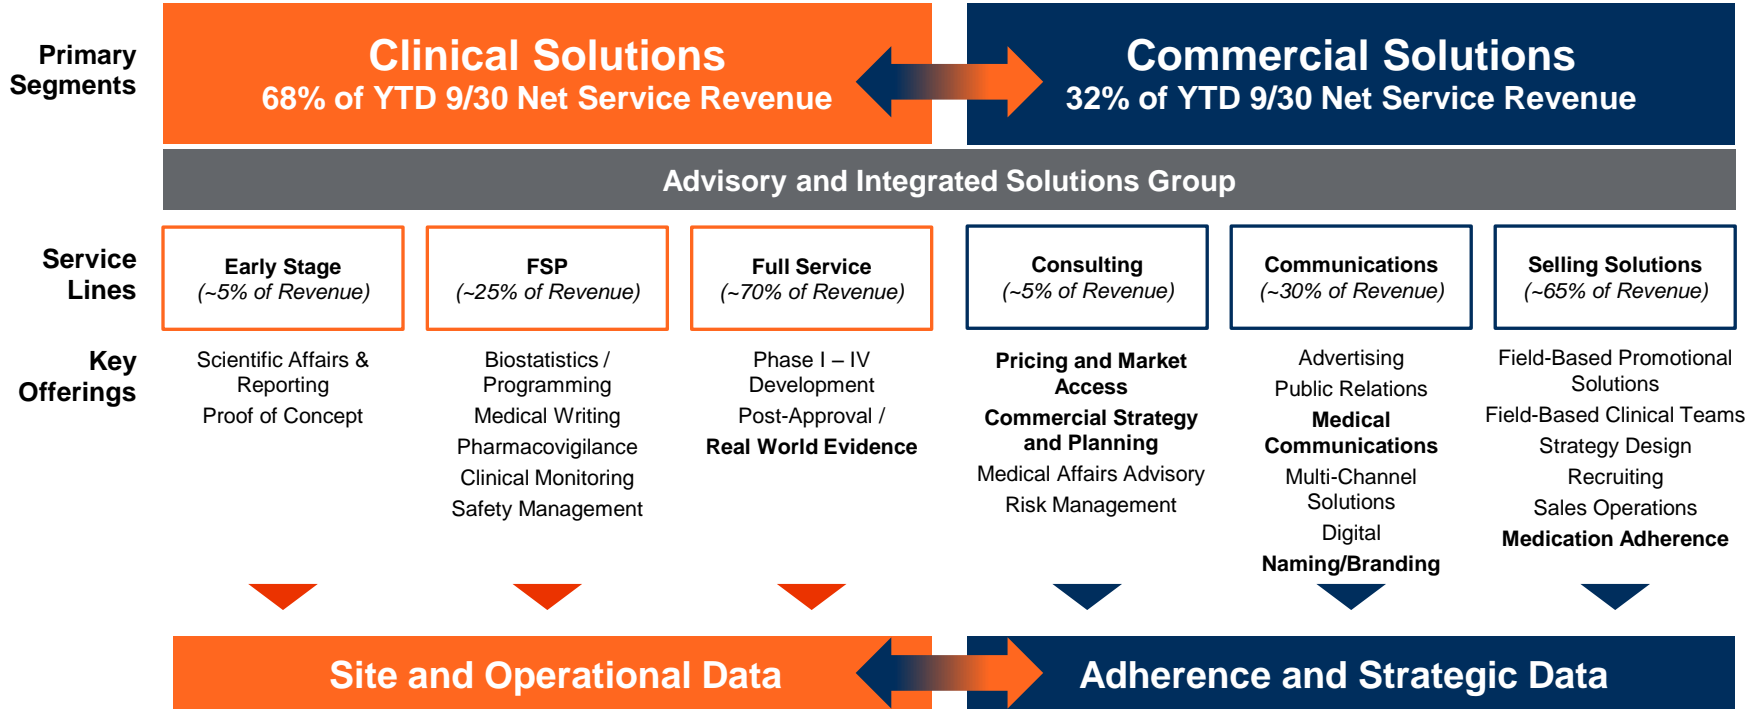 Primary
Segments
Clinical Solutions
68% of YTD 9/30 Net Service Revenue
Commercial Solutions
32% of YTD 9/30 Net Service Revenue
Advisory and Integrated Solutions Group
Service
Lines
Early Stage
(~5% of Revenue)
FSP
(~25% of Revenue)
Full Service
(~70% of Revenue)
Consulting
(~5% of Revenue)
Communications
(~30% of Revenue)
Selling Solutions
(~65% of Revenue)
Key
Offerings
Scientific Affairs &
Reporting
Proof of Concept
Biostatistics /
Programming
Medical Writing
Pharmacovigilance
Clinical Monitoring
Safety Management
Phase I – IV
Development
Post-Approval /
Real World Evidence
Pricing and Market
Access
Commercial Strategy
and Planning
Medical Affairs Advisory
Risk Management
Advertising
Public Relations
Medical
Communications
Multi-Channel
Solutions
Digital
Naming/Branding
Field-Based Promotional
Solutions
Field-Based Clinical Teams
Strategy Design
Recruiting
Sales Operations
Medication Adherence
Site and Operational Data
Adherence and Strategic Data